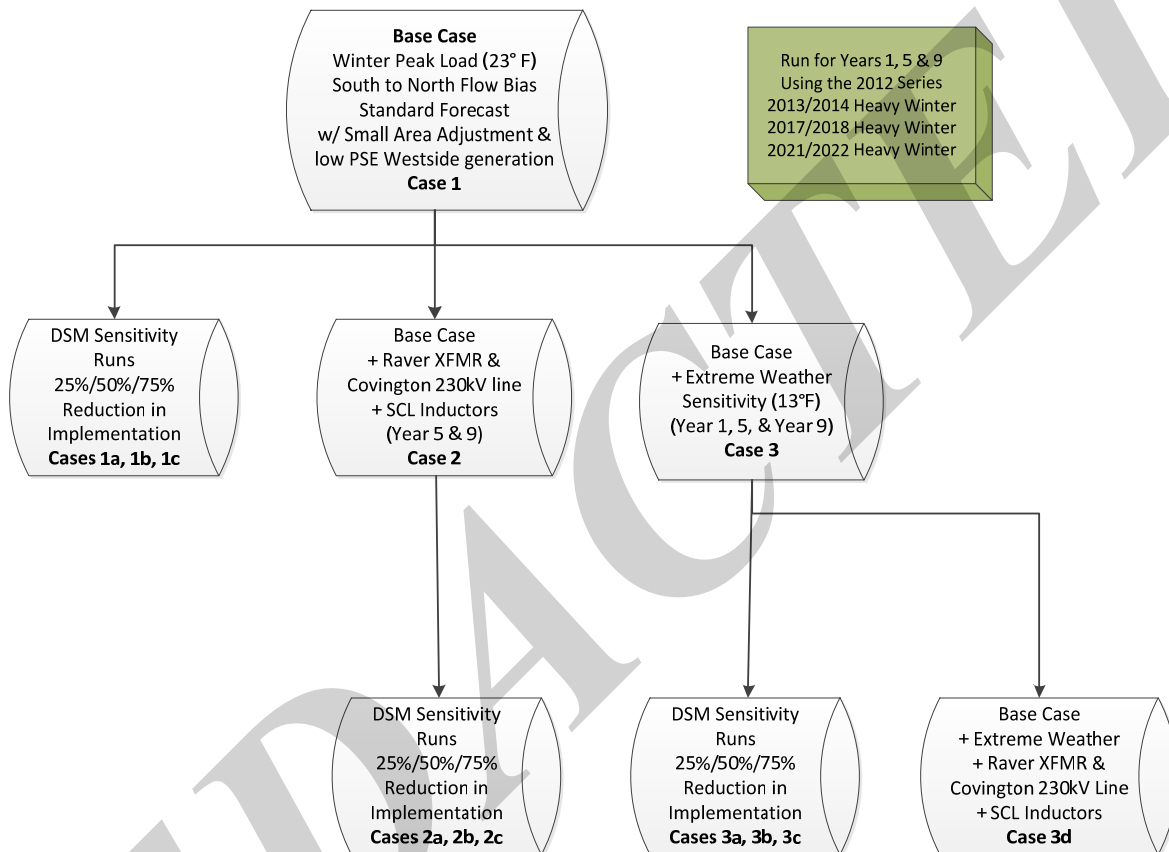 Base Case
Winter Peak Load (23° F)
South to North Flow Bias
Standard Forecast
w/ Small Area Adjustment &
low PSE Westside generation
Case 1
Run for Years 1, 5 & 9
Using the 2012 Series
2013/2014 Heavy Winter
2017/2018 Heavy Winter
2021/2022 Heavy Winter
DSM Sensitivity
Runs
25%/50%/75%
Reduction in
Implementation
Cases 1a, 1b, 1c
Base Case
+ Raver XFMR &
Covington 230kV line
+ SCL Inductors
(Year 5 & 9)
Case 2
Base Case
+ Extreme Weather
Sensitivity (13°F)
(Year 1, 5, & Year 9)
Case 3
DSM Sensitivity
Runs
25%/50%/75%
Reduction in
Implementation
Cases 2a, 2b, 2c
DSM Sensitivity
Runs
25%/50%/75%
Reduction in
Implementation
Cases 3a, 3b, 3c
Base Case
+ Extreme Weather
+ Raver XFMR &
Covington 230kV Line
+ SCL Inductors
Case 3d
DACTE